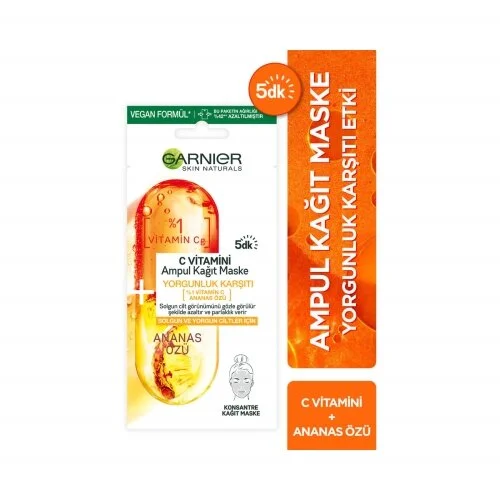 VEGAN FORMÜL*
BU PAKETİN AĞIRLIĞI
%40** AZALTILMIŞTIR
GARNIER
SKIN NATURALS
%1
[VİTAMİN CB]
5dk
C VİTAMİNİ
Ampul Kağıt Maske
YORGUNLUK KARŞITI
[%1 VİTAMİN C,
ANANAS ÖZÜ]
Solgun cilt görünümünü gözle görülür
şekilde azaltır ve parlaklık verir
SOLGUN VE YORGUN CİLTLER İÇİN
ANANAS
ÖZÜ
KONSANTRE
KAĞIT MASKE
5dk
AMPUL KAĞIT MASKE
YORGUNLUK KARŞITI ETKİ
C VİTAMİNİ
+
ANANAS ÖZÜ